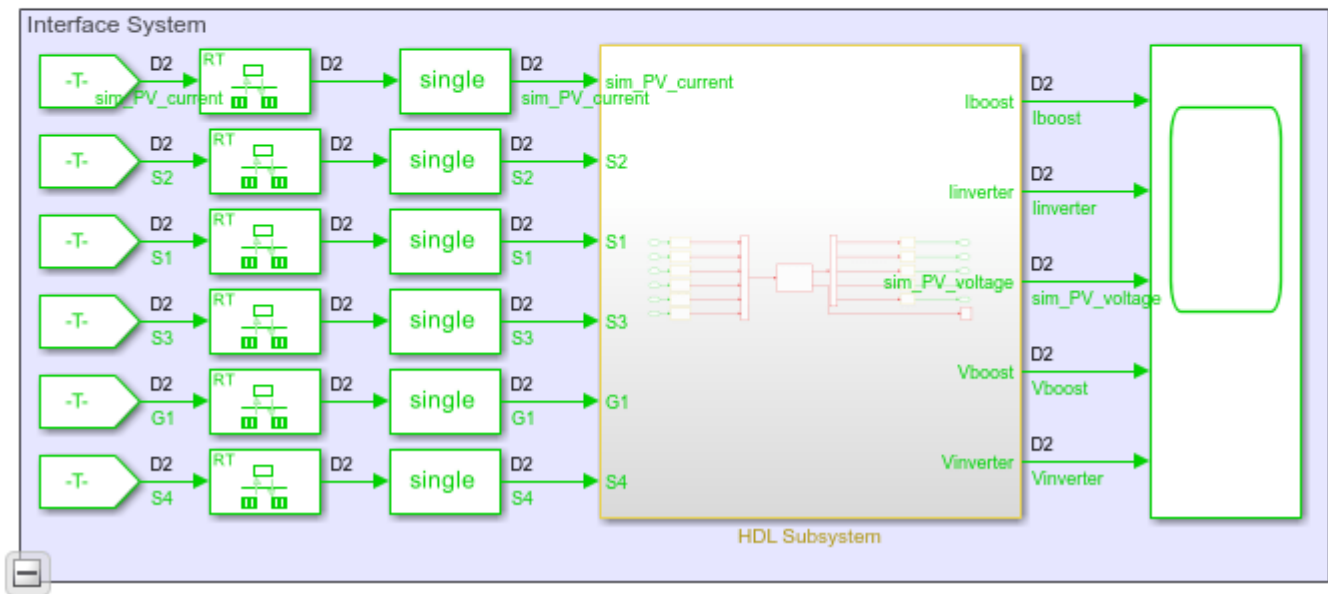 Interface System
-T-
D2
sim_PV_current
RT
D2
single
D2
sim_PV_current
sim_PV_current
-T-
D2
S2
RT
D2
single
D2
S2
S2
-T-
D2
S1
RT
D2
single
D2
S1
S1
-T-
D2
S3
RT
D2
single
D2
S3
S3
-T-
D2
G1
RT
D2
single
D2
G1
G1
-T-
D2
S4
RT
D2
single
D2
S4
S4
Iboost
D2
Iboost
Iinverter
D2
Iinverter
sim_PV_voltage
D2
sim_PV_voltage
Vboost
D2
Vboost
Vinverter
D2
Vinverter
HDL Subsystem